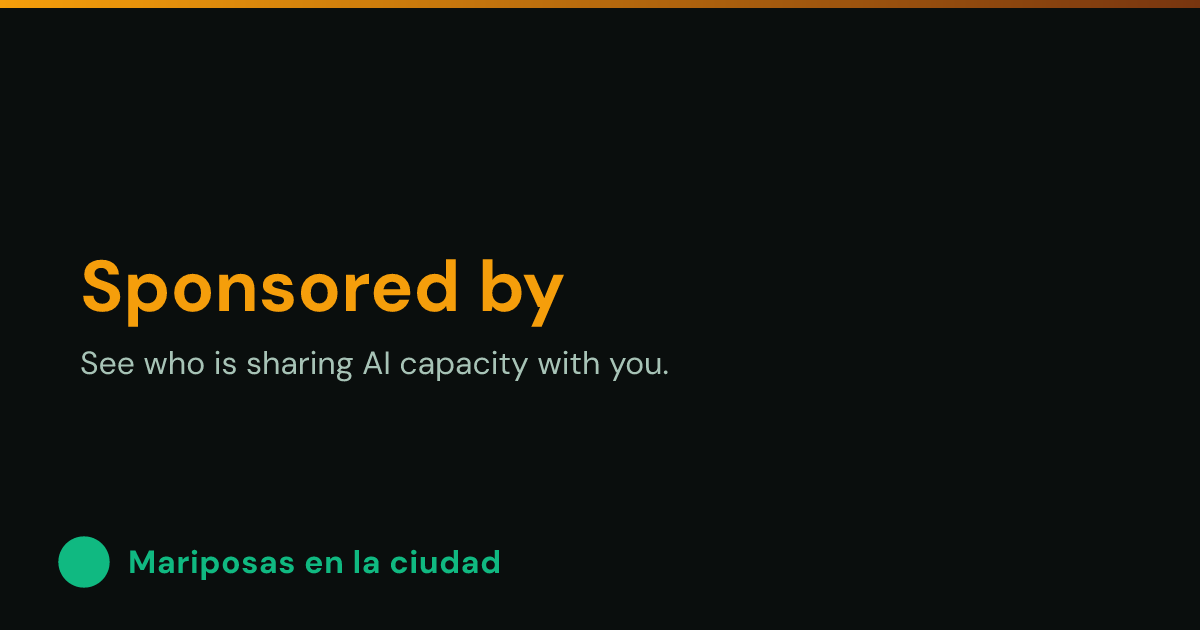 Sponsored by
See who is sharing AI capacity with you.
Mariposas en la ciudad